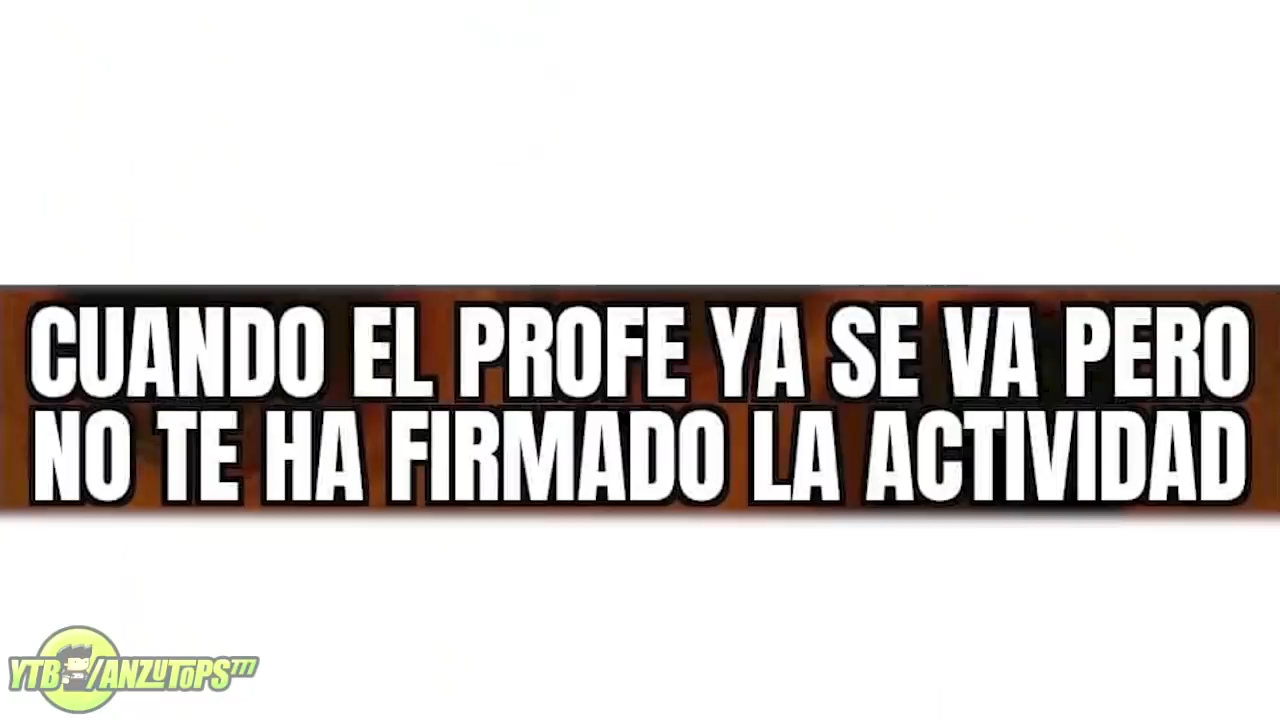 CUANDO EL PROFE YA SE VA PERO
NO TE HA FIRMADO LA ACTIVIDAD
YTB/ANZUTOPS777